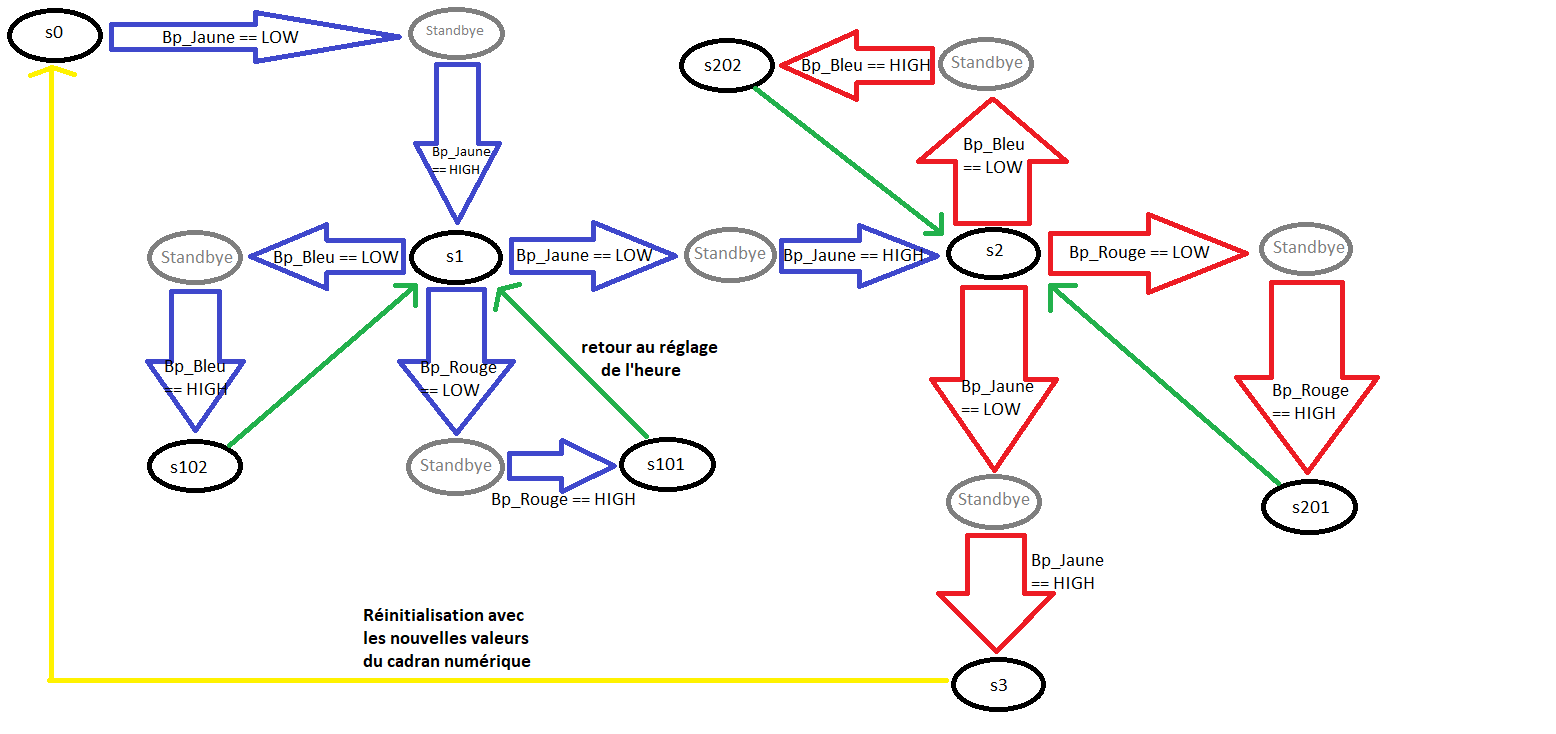 s0
Bp_Jaune == LOW
Standbye
Bp_Jaune
== HIGH
s202
Bp_Bleu == HIGH
Standbye
Bp_Bleu
== LOW
Standbye
Bp_Bleu == LOW
s1
Bp_Jaune == LOW
Standbye
Bp_Jaune == HIGH
s2
Bp_Rouge == LOW
Standbye
Bp_Bleu
== HIGH
Bp_Rouge
== LOW
retour au réglage
de l'heure
Bp_Jaune
== LOW
Bp_Rouge
== HIGH
s102
Standbye
Bp_Rouge == HIGH
s101
Standbye
s201
Bp_Jaune
== HIGH
Réinitialisation avec
les nouvelles valeurs
du cadran numérique
s3